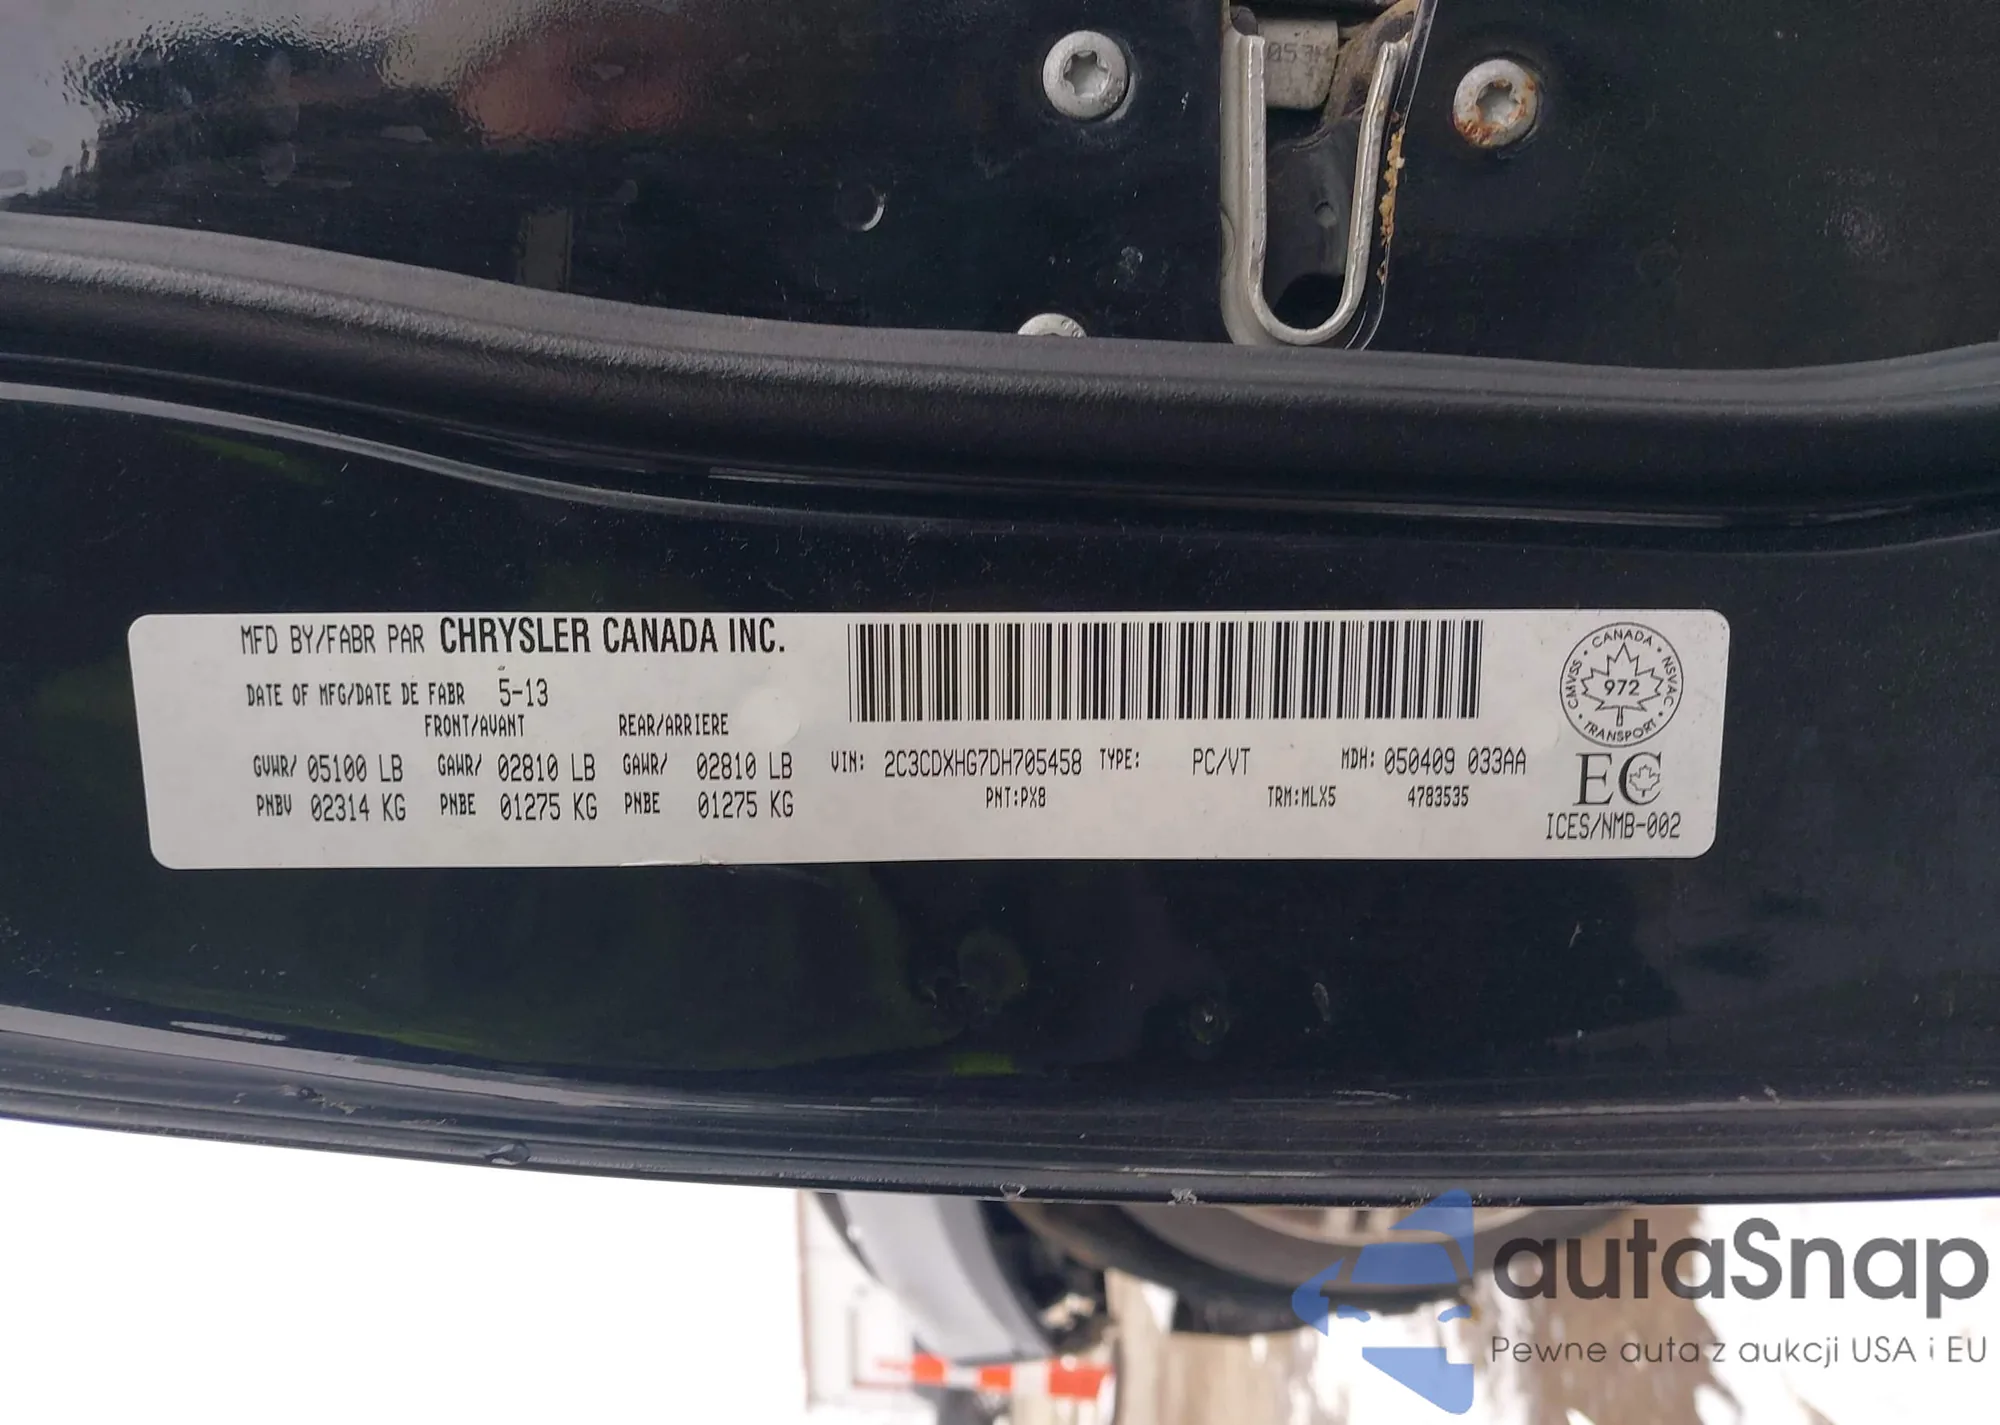 053
MFD BY/FABR PAR CHRYSLER CANADA INC.
DATE OF MFG/DATE DE FABR 5-13
FRONT/AVANT REAR/ARRIERE
GVWR/ 05100 LB GAWR/ 02810 LB GAWR/ 02810 LB
PNBV 02314 KG PNBE 01275 KG PNBE 01275 KG
VIN: 2C3CDXHG7DH705458 TYPE: PC/VT MDH: 050409 033AA
PNT:PX8 TRM:MLX5 4783535
CANADA
CMVSS 972 NSVAC
TRANSPORT
EC
ICES/NMB-002
autaSnap
Pewne auta z aukcji USA i EU